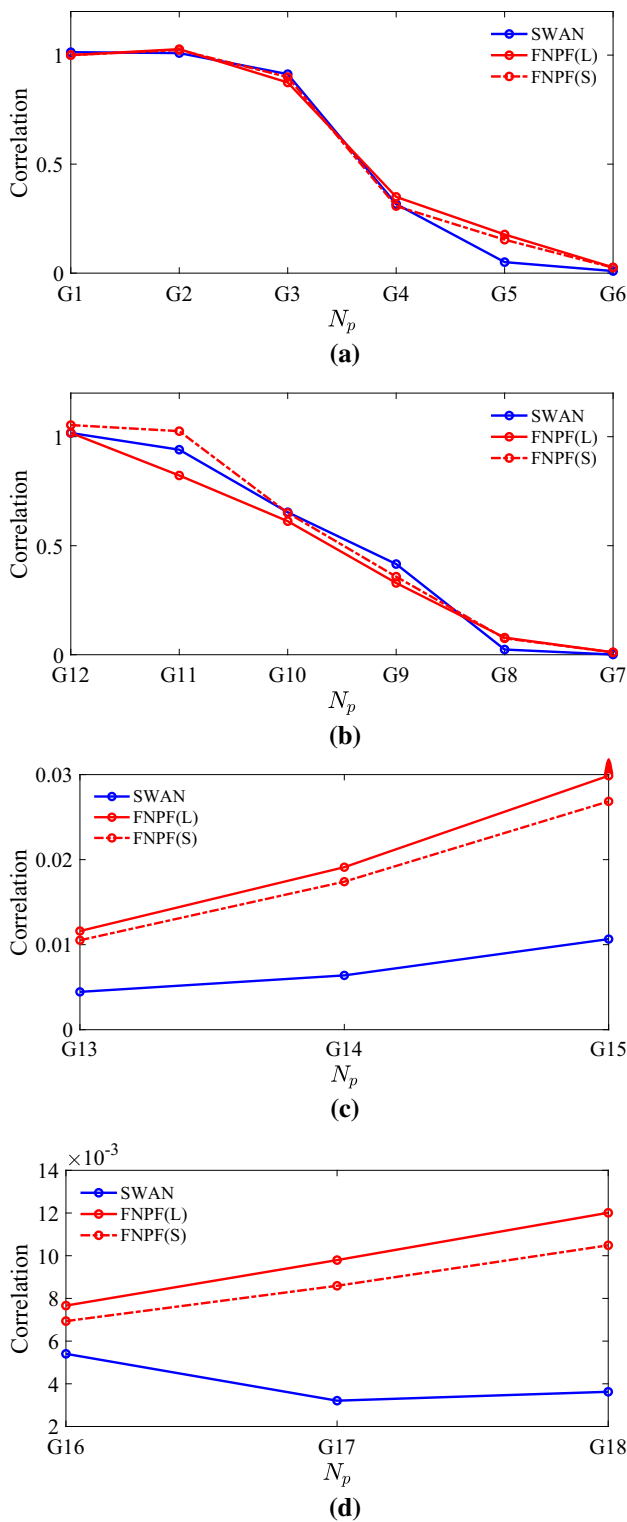 SWAN
FNPF(L)
FNPF(S)
1
0.5
0
Correlation
G1 G2 G3 G4 G5 G6
N_p
(a)
SWAN
FNPF(L)
FNPF(S)
1
0.5
0
Correlation
G12 G11 G10 G9 G8 G7
N_p
(b)
0.03
0.02
0.01
0
Correlation
SWAN
FNPF(L)
FNPF(S)
G13 G14 G15
N_p
(c)
×10⁻³
14
12
10
8
6
4
2
Correlation
SWAN
FNPF(L)
FNPF(S)
G16 G17 G18
N_p
(d)